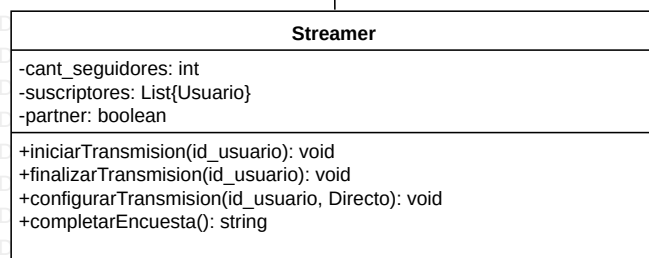 Streamer
-cant_seguidores: int
-suscriptores: List{Usuario}
-partner: boolean
+iniciarTransmision(id_usuario): void
+finalizarTransmision(id_usuario): void
+configurarTransmision(id_usuario, Directo): void
+completarEncuesta(): string